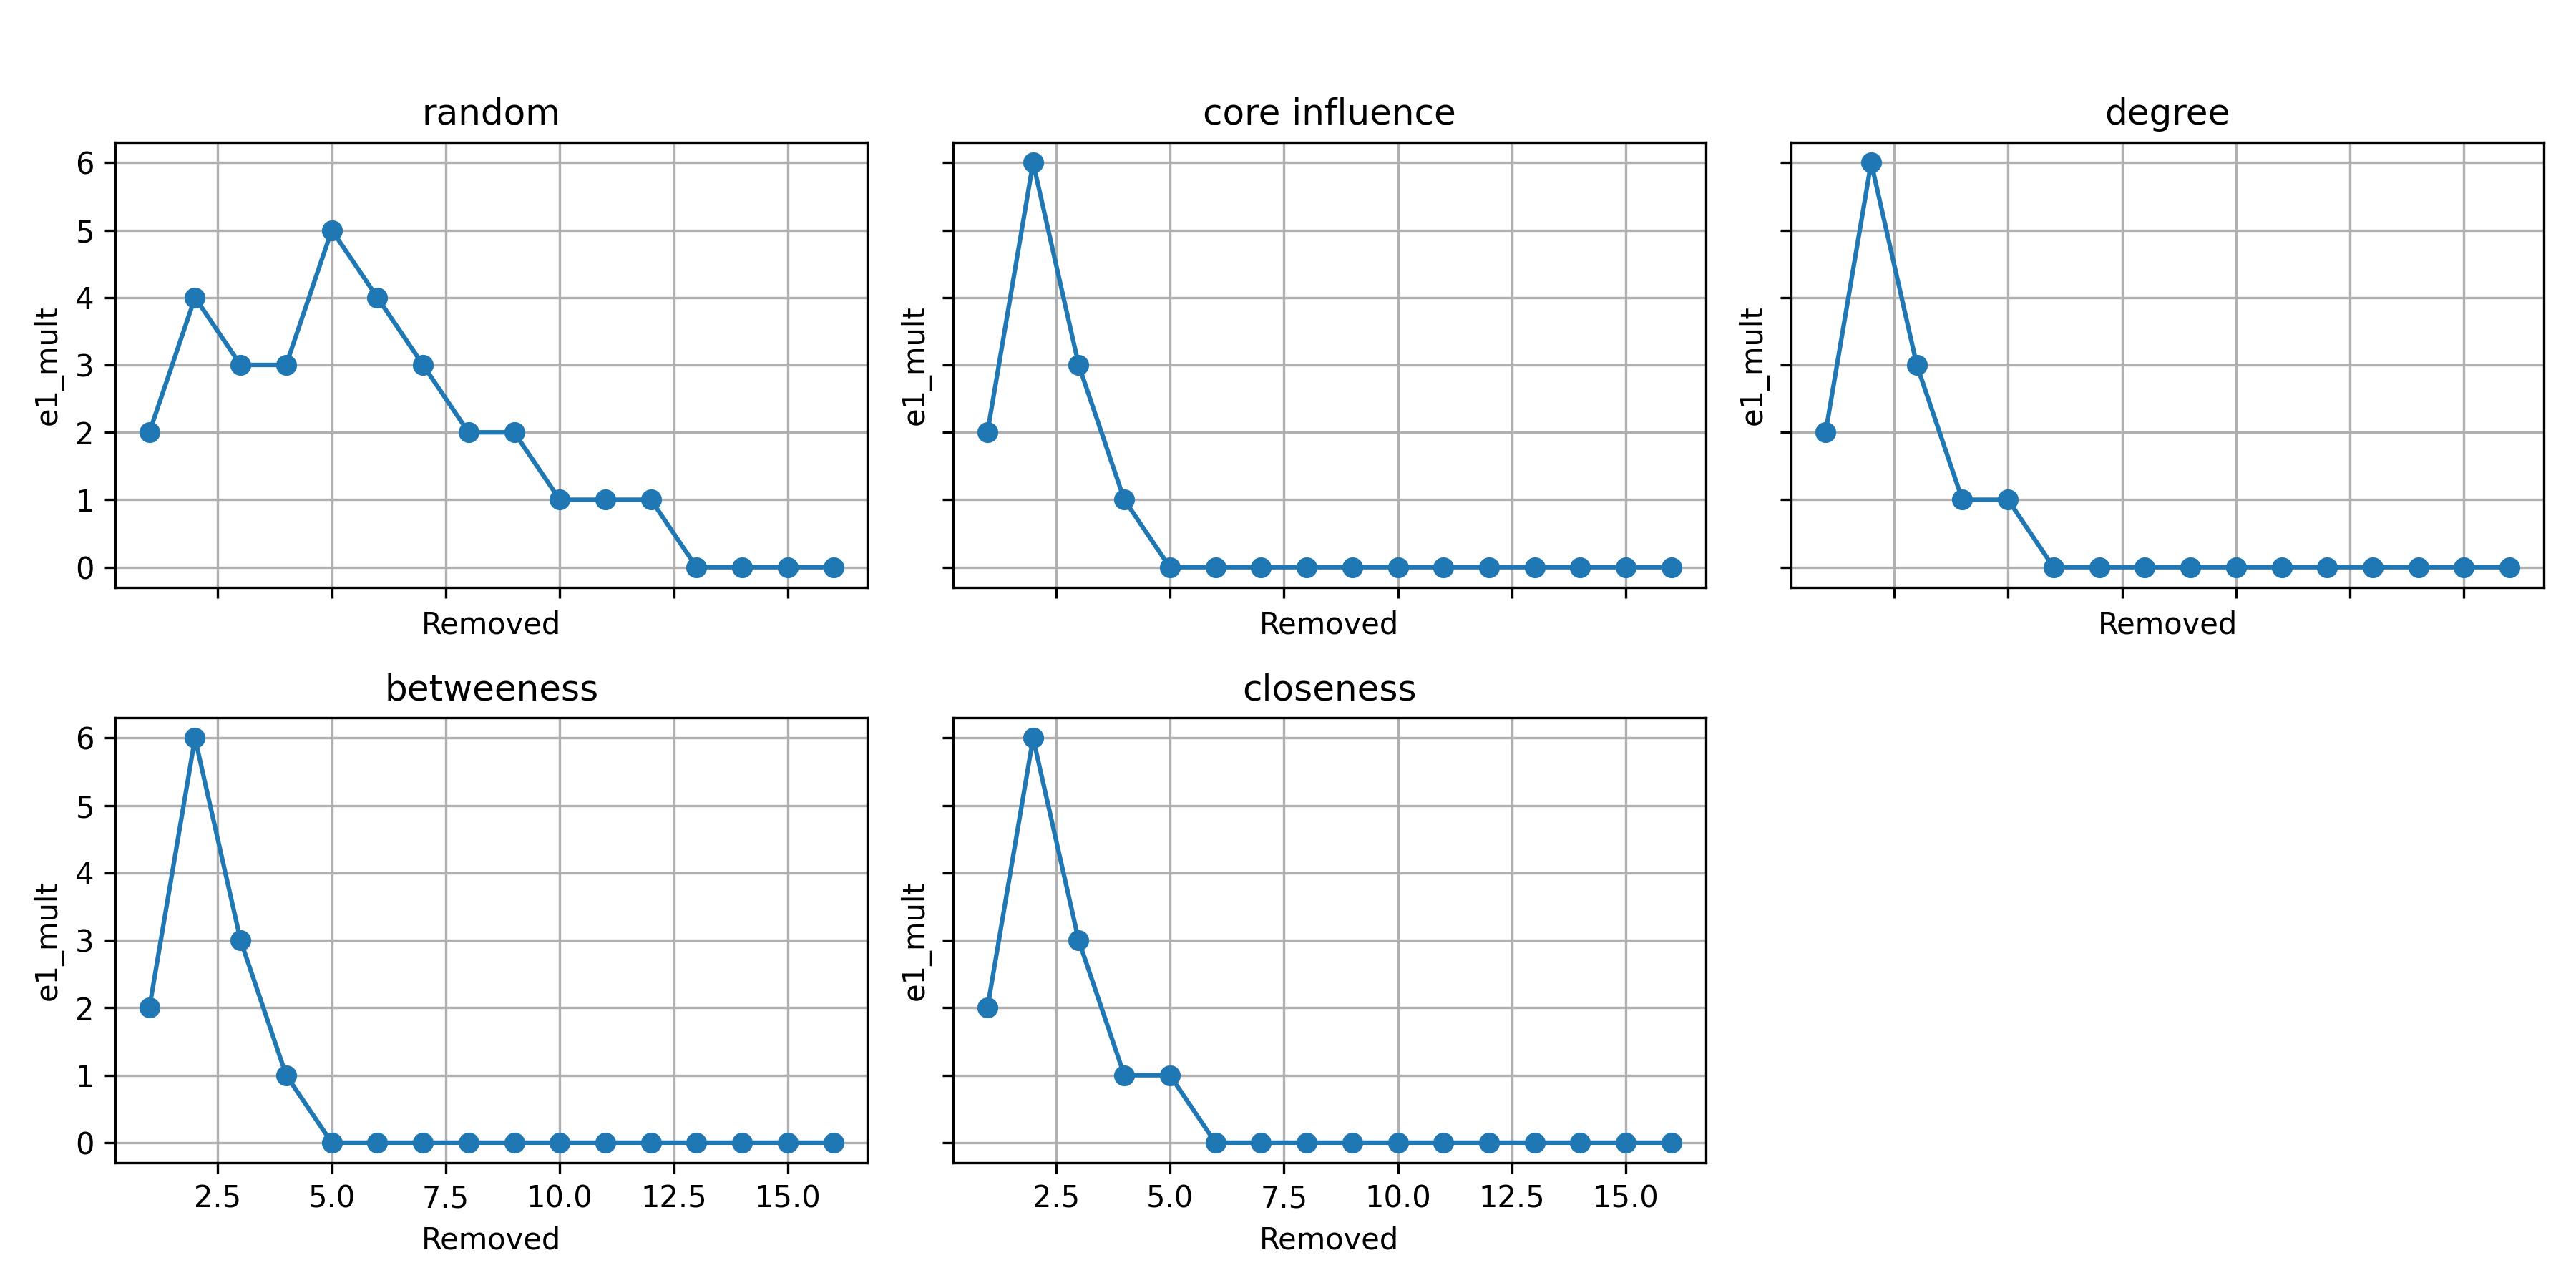 random
core influence
degree
6
5
4
3
2
1
0
e1_mult
e1_mult
e1_mult
Removed
Removed
Removed
betweeness
closeness
6
5
4
3
2
1
0
e1_mult
e1_mult
2.5 5.0 7.5 10.0 12.5 15.0
2.5 5.0 7.5 10.0 12.5 15.0
Removed
Removed